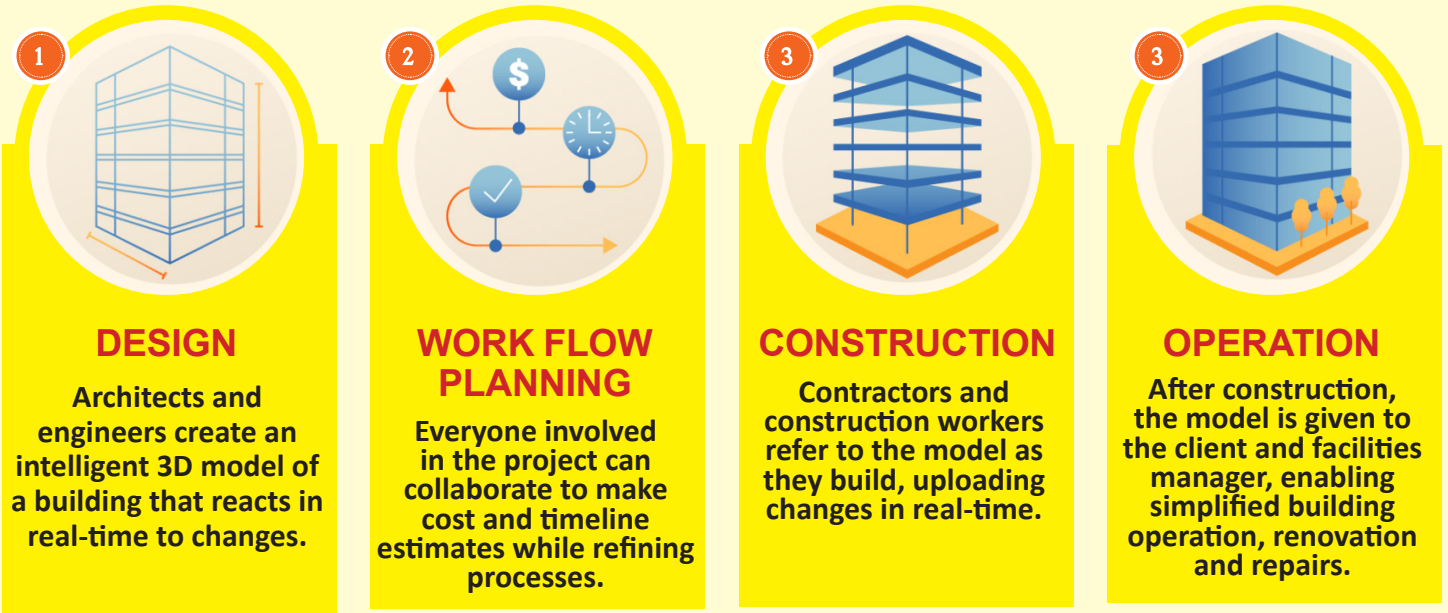 1
DESIGN
Architects and
engineers create an
intelligent 3D model of
a building that reacts in
real-time to changes.
2
$
WORK FLOW
PLANNING
Everyone involved
in the project can
collaborate to make
cost and timeline
estimates while refining
processes.
3
CONSTRUCTION
Contractors and
construction workers
refer to the model as
they build, uploading
changes in real-time.
3
OPERATION
After construction,
the model is given to
the client and facilities
manager, enabling
simplified building
operation, renovation
and repairs.